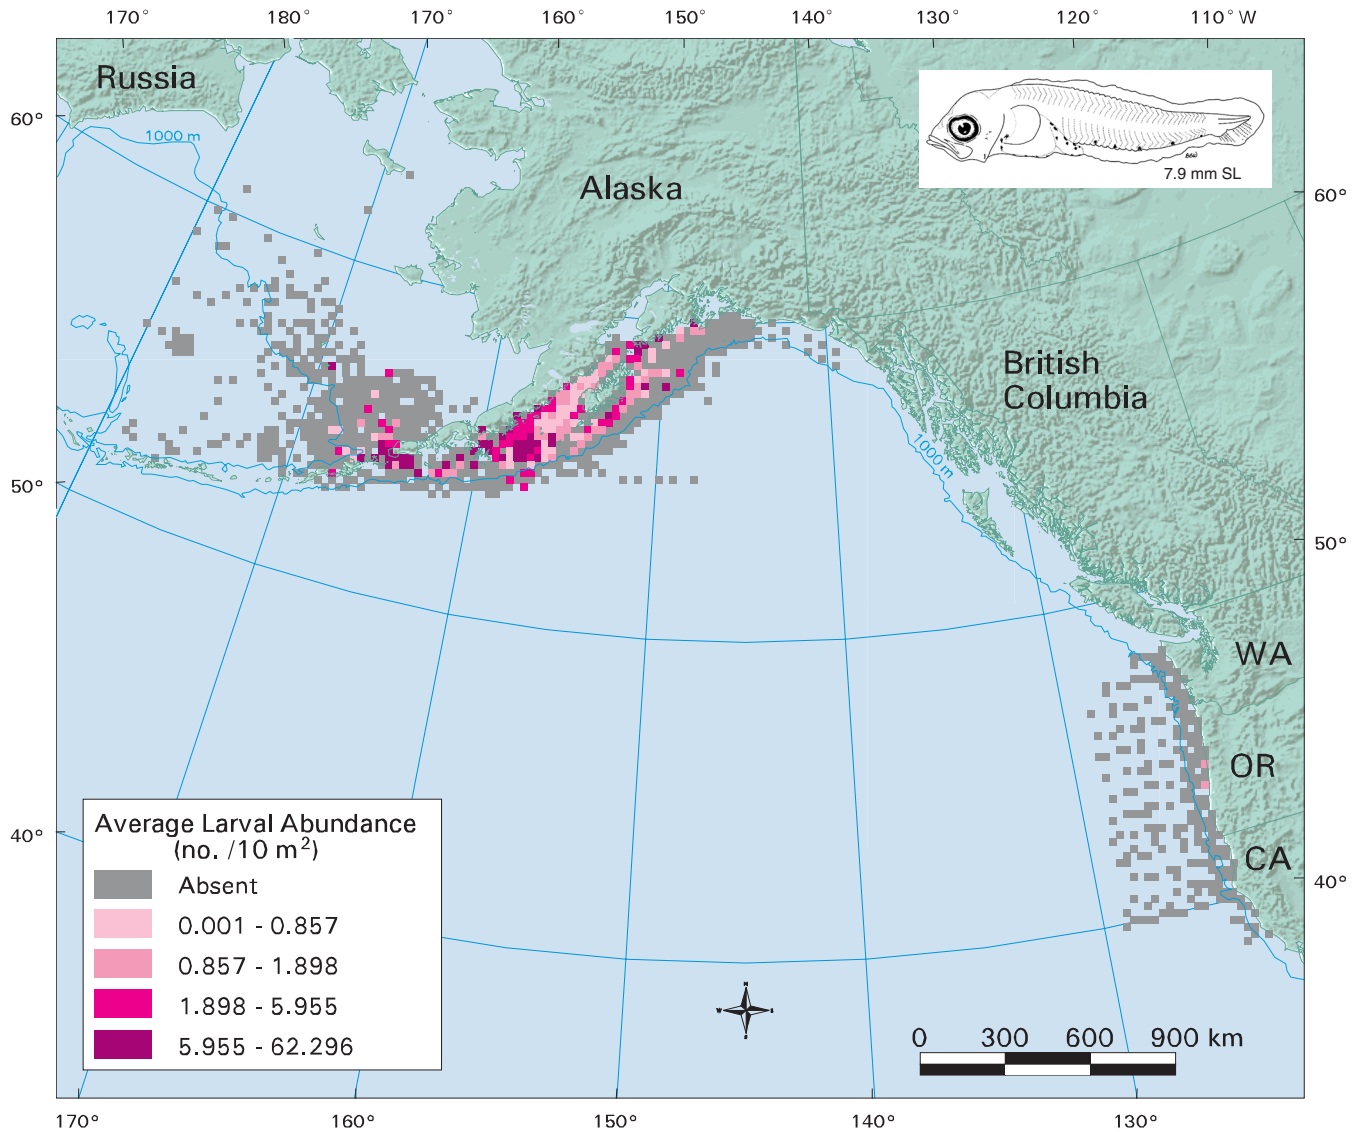 170° 180° 170° 160° 150° 140° 130° 120° 110° W
Russia
60°
1000 m
Alaska
7.9 mm SL
60°
British
Columbia
1000 m
50°
50°
WA
OR
CA
40°
40°
Average Larval Abundance
(no. /10 m²)
Absent
0.001 - 0.857
0.857 - 1.898
1.898 - 5.955
5.955 - 62.296
N
W
S
0 300 600 900 km
170° 160° 150° 140° 130°